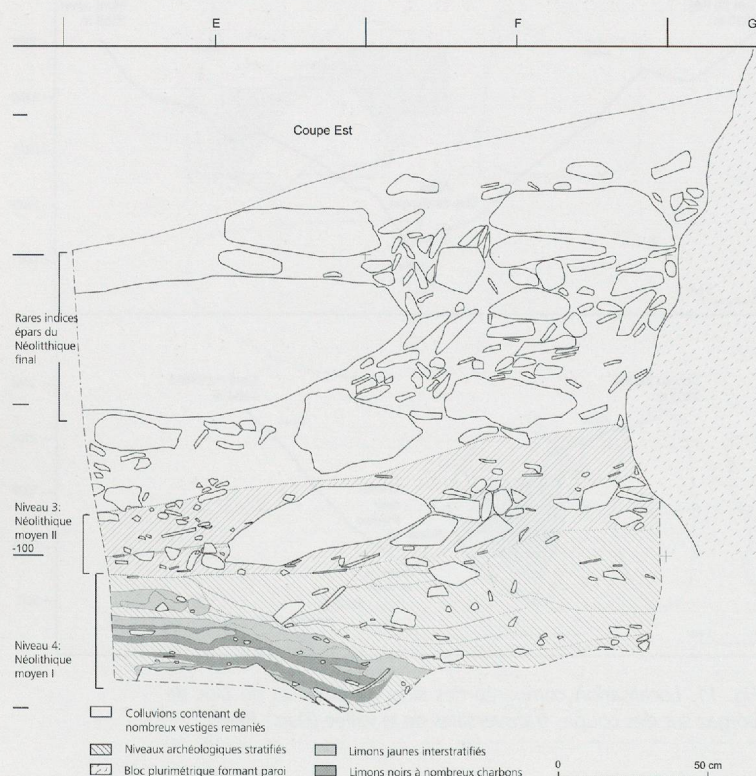 E F G
Coupe Est
Rares indices
épars du
Néolitthique
final
Niveau 3:
Néolithique
moyen II
-100
Niveau 4:
Néolithique
moyen I
Colluvions contenant de
nombreux vestiges remaniés
Niveaux archéologiques stratifiés
Bloc plurimétrique formant paroi
Limons jaunes interstratifiés
Limons noirs à nombreux charbons
0 50 cm